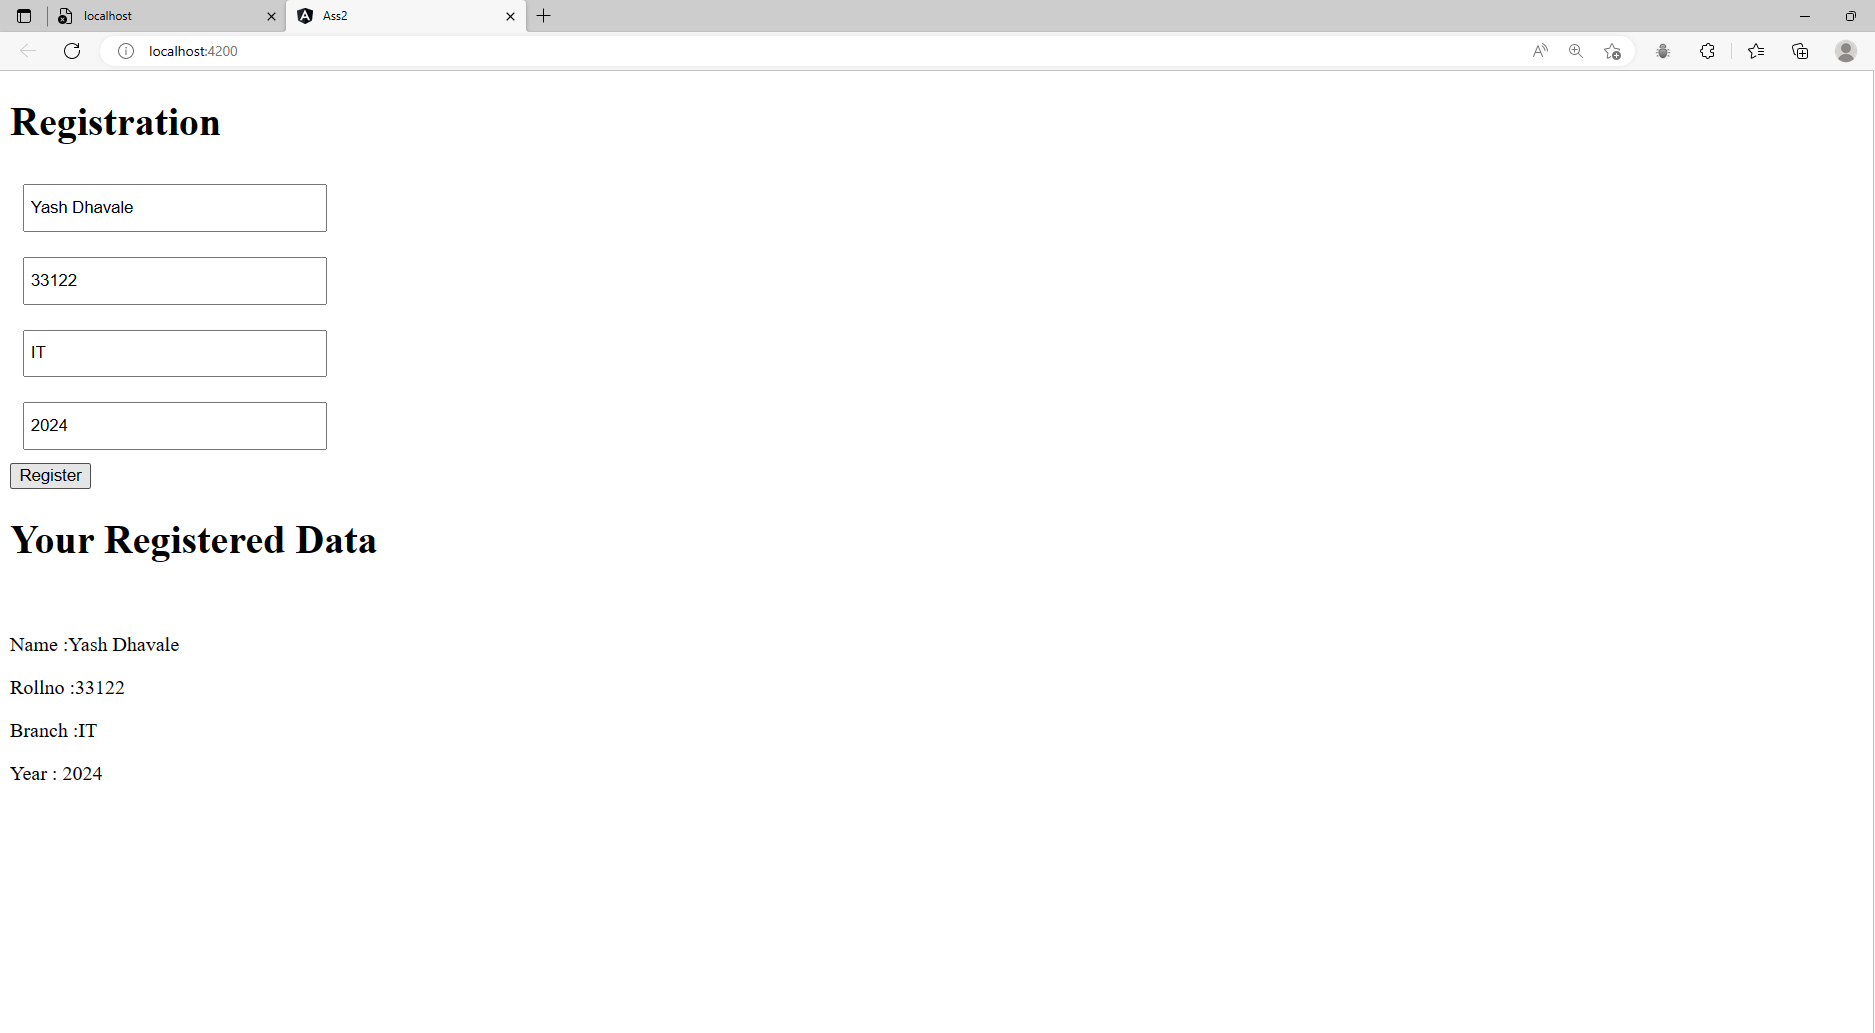 localhost
Ass2
localhost:4200
Registration
Yash Dhavale
33122
IT
2024
Register
Your Registered Data
Name :Yash Dhavale
Rollno :33122
Branch :IT
Year : 2024